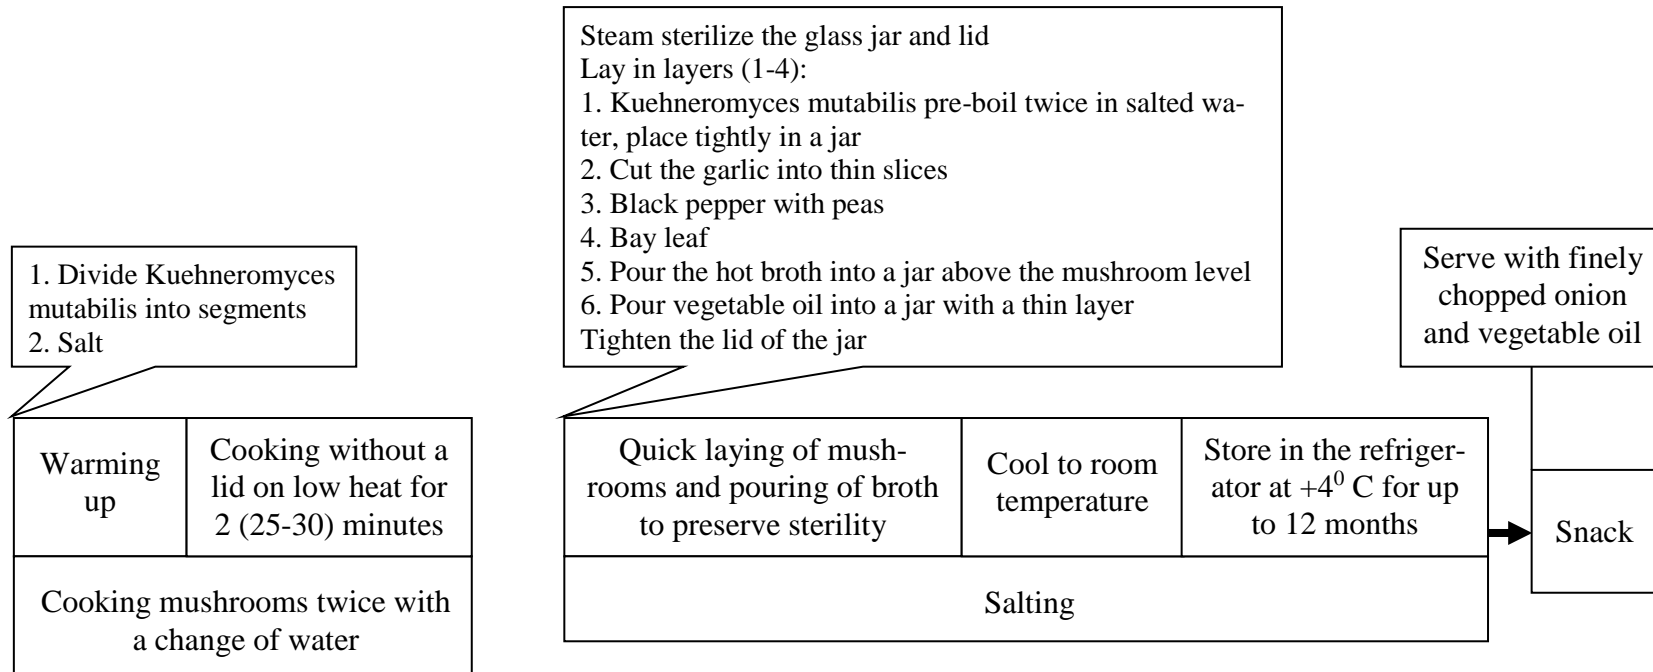 1. Divide Kuehneromyces
mutabilis into segments
2. Salt
Warming
up
Cooking without a
lid on low heat for
2 (25-30) minutes
Cooking mushrooms twice with
a change of water
Steam sterilize the glass jar and lid
Lay in layers (1-4):
1. Kuehneromyces mutabilis pre-boil twice in salted wa-
ter, place tightly in a jar
2. Cut the garlic into thin slices
3. Black pepper with peas
4. Bay leaf
5. Pour the hot broth into a jar above the mushroom level
6. Pour vegetable oil into a jar with a thin layer
Tighten the lid of the jar
Quick laying of mush-
rooms and pouring of broth
to preserve sterility
Cool to room
temperature
Store in the refriger-
ator at +4⁰ C for up
to 12 months
Salting
Serve with finely
chopped onion
and vegetable oil
Snack